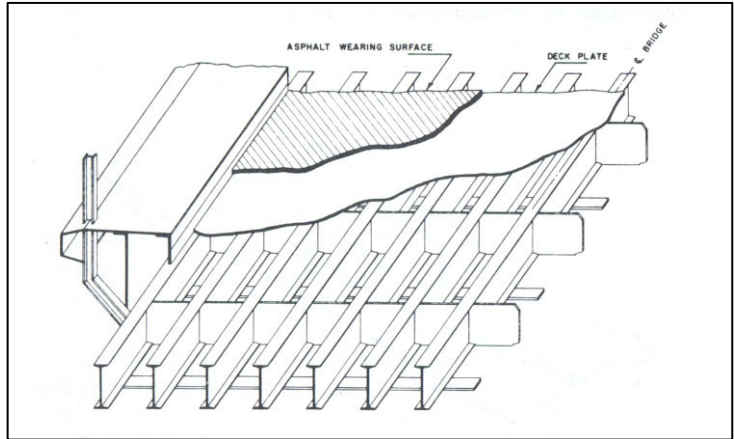 ASPHALT WEARING SURFACE
DECK PLATE
℄ BRIDGE